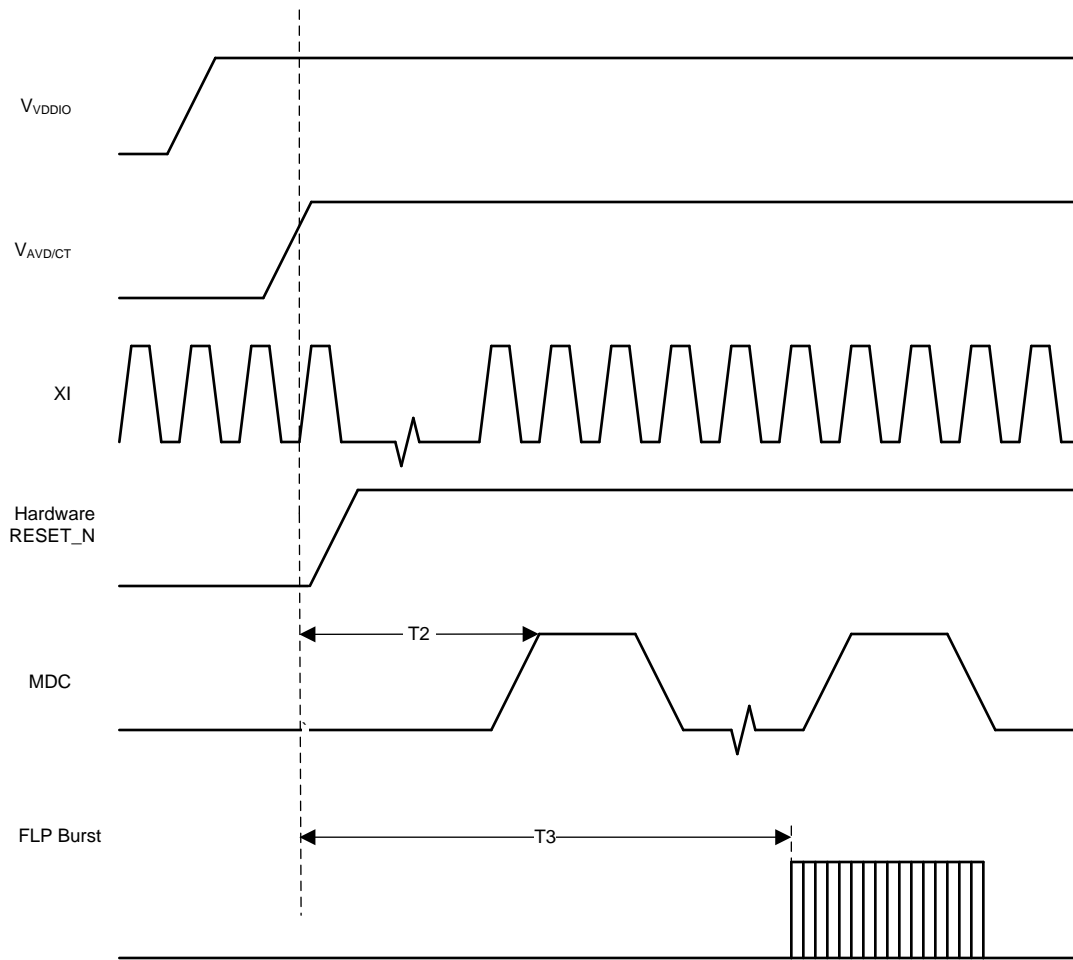 VVDDIO
VAVD/CT
XI
Hardware
RESET_N
T2
MDC
FLP Burst
T3